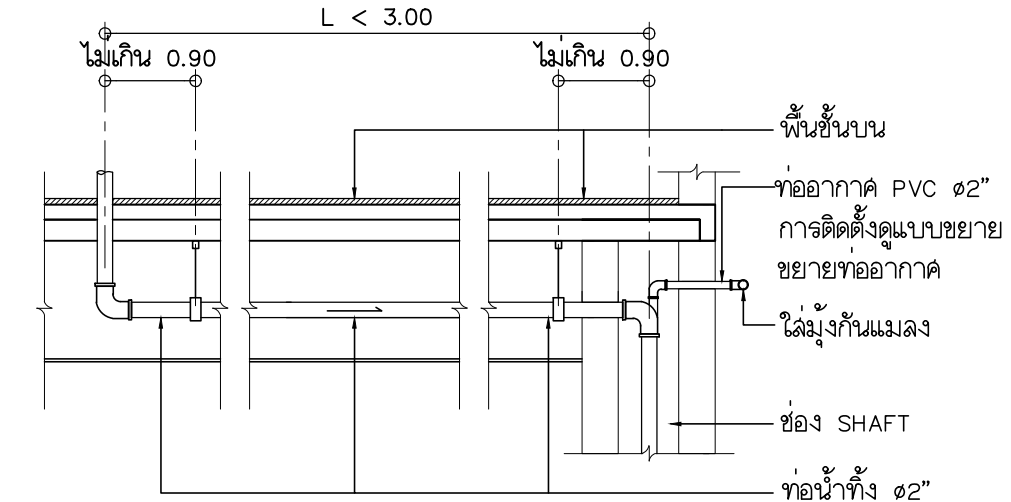 L < 3.00
ไม่เกิน 0.90
ไม่เกิน 0.90
พื้นชั้นบน
ท่ออากาศ PVC ø2"
การติดตั้งดูแบบขยาย
ขยายท่ออากาศ
ใส่มุ้งกันแมลง
ช่อง SHAFT
ท่อน้ำทิ้ง ø2"